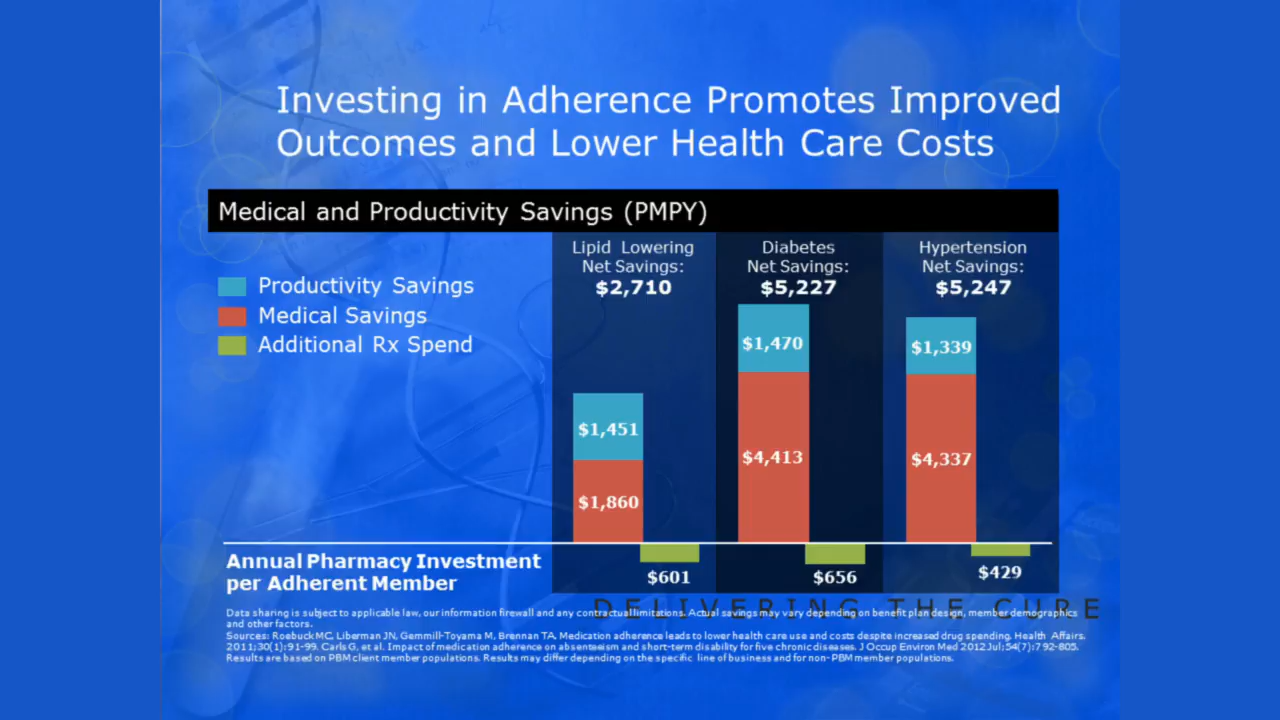 Investing in Adherence Promotes Improved
Outcomes and Lower Health Care Costs
Medical and Productivity Savings (PMPY)
Productivity Savings
Medical Savings
Additional Rx Spend
Lipid Lowering
Net Savings:
$2,710
Diabetes
Net Savings:
$5,227
Hypertension
Net Savings:
$5,247
$1,451
$1,860
$1,470
$4,413
$1,339
$4,337
Annual Pharmacy Investment
per Adherent Member
$601
$656
$429
DELIVERING THE CURE
Data sharing is subject to applicable law, our information firewall and any contractual limitations. Actual savings may vary depending on benefit plan design, member demographics
and other factors.
Sources: Roebuck MC, Liberman JN, Gemmill-Toyama M, Brennan TA. Medication adherence leads to lower health care use and costs despite increased drug spending. Health Affairs.
2011;30(1):91-99. Carls G, et al. Impact of medication adherence on absenteeism and short-term disability for five chronic diseases. J Occup Environ Med 2012 Jul;54(7):792-805.
Results are based on PBM client member populations. Results may differ depending on the specific line of business and for non-PBM member populations.